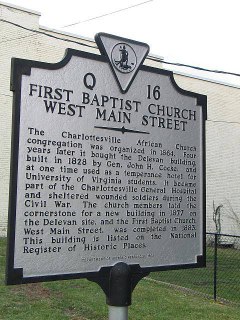 Q 16
FIRST BAPTIST CHURCH
WEST MAIN STREET
The Charlottesville African Church
congregation was organized in 1864. Four
years later it bought the Delevan building,
built in 1828 by Gen. John H. Cocke, and
at one time used as a temperance hotel for
University of Virginia students. It became
part of the Charlottesville General Hospital
and sheltered wounded soldiers during the
Civil War. The church members laid the
cornerstone for a new building in 1877 on
the Delevan site, and the First Baptist Church,
West Main Street, was completed in 1883.
This building is listed on the National
Register of Historic Places.